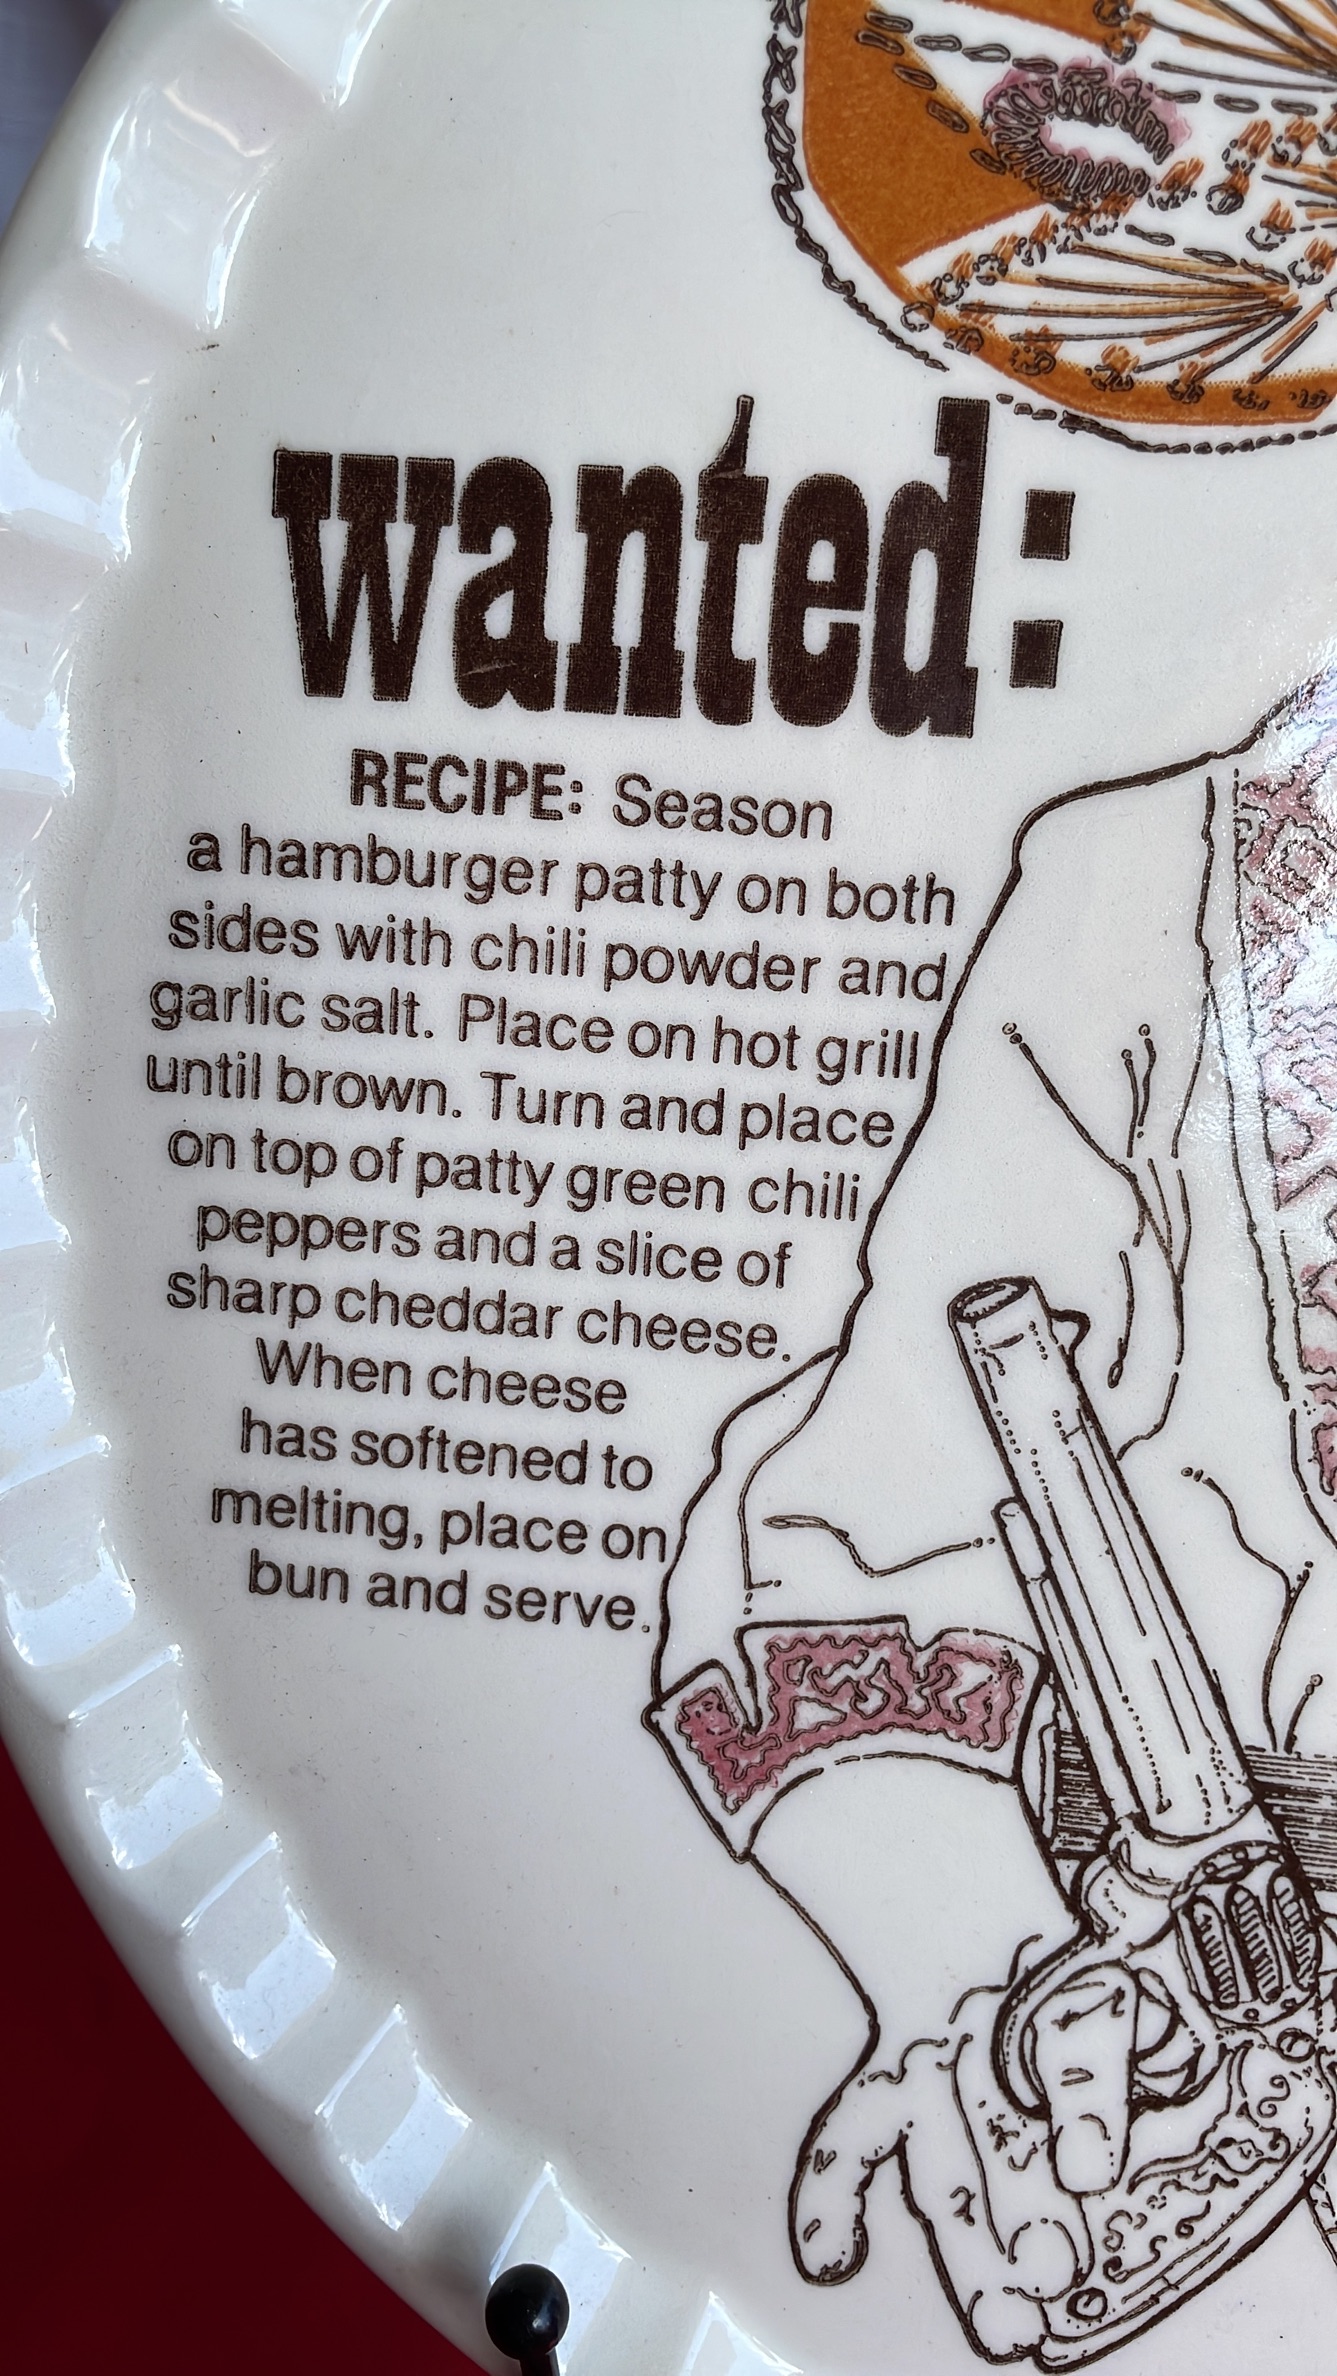 wanted:
RECIPE: Season
a hamburger patty on both
sides with chili powder and
garlic salt. Place on hot grill
until brown. Turn and place
on top of patty green chili
peppers and a slice of
sharp cheddar cheese.
When cheese
has softened to
melting, place on
bun and serve.